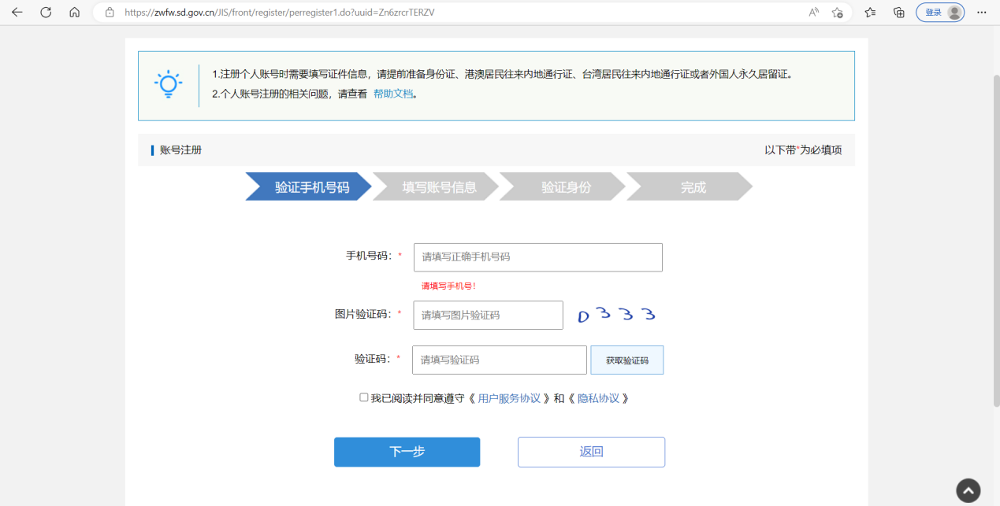 https://zwfw.sd.gov.cn/JIS/front/register/perregister1.do?uuid=Zn6zrcrTERZV
登录
1.注册个人账号时需要填写证件信息，请提前准备身份证、港澳居民往来内地通行证、台湾居民往来内地通行证或者外国人永久居留证。
2.个人账号注册的相关问题，请查看 帮助文档。
账号注册
以下带*为必填项
验证手机号码
填写账号信息
验证身份
完成
手机号码：* 请填写正确手机号码
请填写手机号！
图片验证码：* 请填写图片验证码 D333
验证码：* 请填写验证码 获取验证码
我已阅读并同意遵守《 用户服务协议 》和《 隐私协议 》
下一步
返回